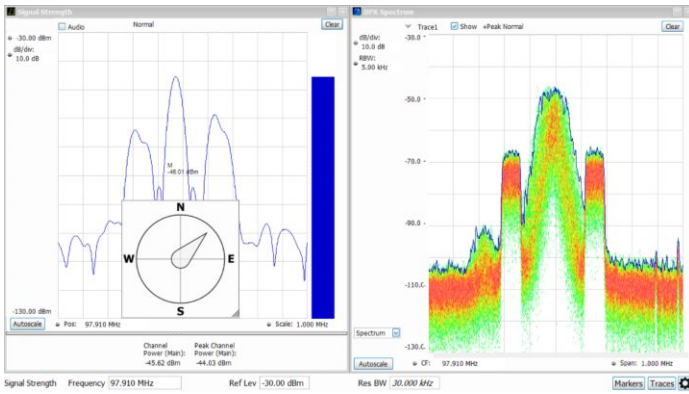 Signal Strength
Audio
Normal
Clear
-30.00 dBm
dB/div:
10.0 dB
M
-46.01 dBm
N
W
E
S
-130.00 dBm
Autoscale
Pos: 97.910 MHz
Scale: 1.000 MHz
Channel Power (Main):
-45.62 dBm
Peak Channel Power (Main):
-44.03 dBm
DPX Spectrum
Trace1
Show
+Peak Normal
Clear
dB/div:
10.0 dB
RBW:
5.00 kHz
-30.0
-50.0
-70.0
-90.0
-110.0
-130.0
Spectrum
Autoscale
CF: 97.910 MHz
Span: 1.000 MHz
Signal Strength
Frequency 97.910 MHz
Ref Lev -30.00 dBm
Res BW 30.000 kHz
Markers
Traces